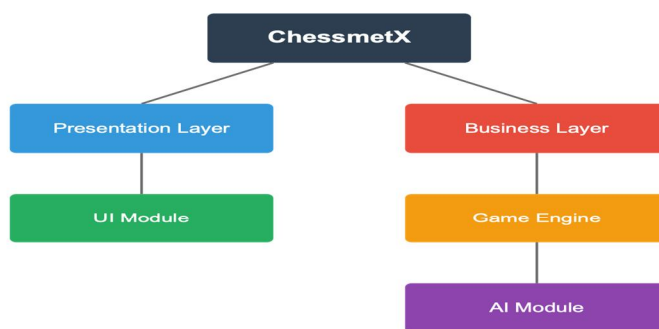 ChessmetX
Presentation Layer
Business Layer
UI Module
Game Engine
AI Module